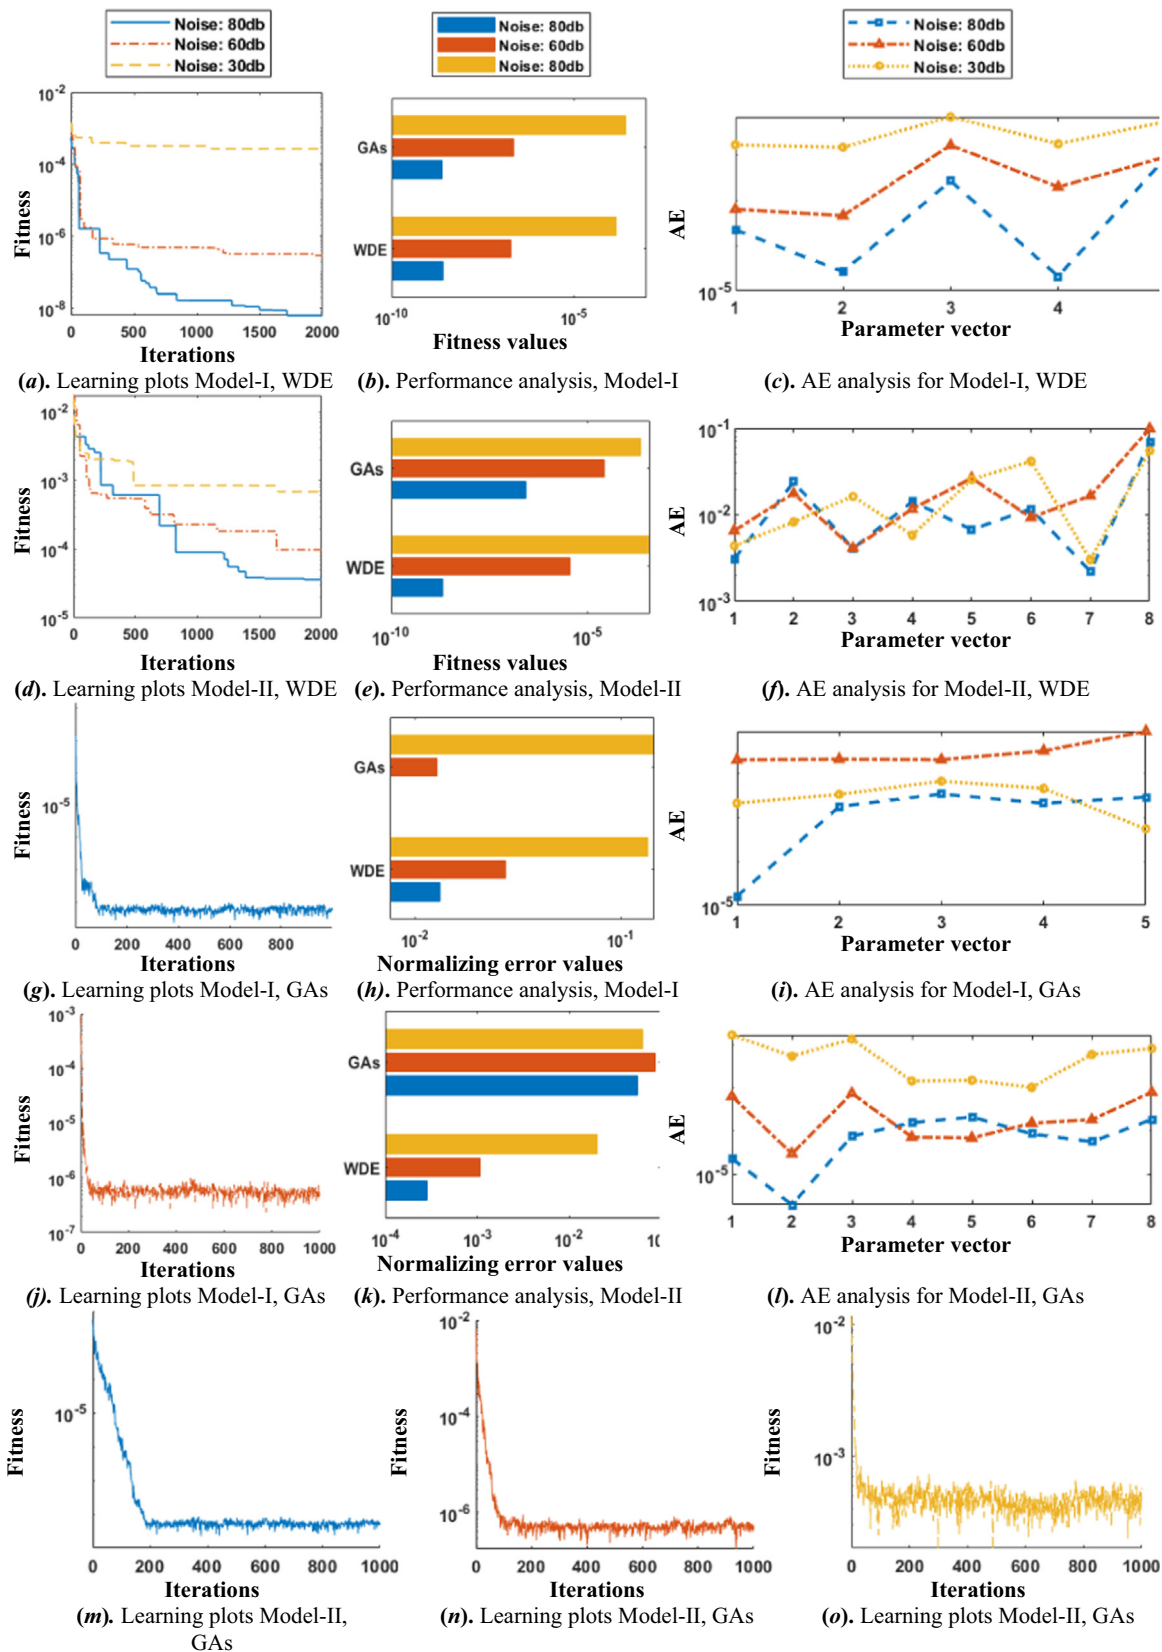 Noise: 80db
Noise: 60db
Noise: 30db
Noise: 80db
Noise: 60db
Noise: 80db
Noise: 80db
Noise: 60db
Noise: 30db
10-2
10-4
10-6
10-8
Fitness
0 500 1000 1500 2000
Iterations
(a). Learning plots Model-I, WDE
GAs
WDE
10-10 10-5
Fitness values
(b). Performance analysis, Model-I
AE
10-5
1 2 3 4
Parameter vector
(c). AE analysis for Model-I, WDE
10-2
10-3
10-4
10-5
Fitness
0 500 1000 1500 2000
Iterations
(d). Learning plots Model-II, WDE
GAs
WDE
10-10 10-5
Fitness values
(e). Performance analysis, Model-II
10-1
10-2
10-3
AE
1 2 3 4 5 6 7 8
Parameter vector
(f). AE analysis for Model-II, WDE
Fitness
10-5
0 200 400 600 800
Iterations
(g). Learning plots Model-I, GAs
GAs
WDE
10-2 10-1
Normalizing error values
(h). Performance analysis, Model-I
AE
10-5
1 2 3 4 5
Parameter vector
(i). AE analysis for Model-I, GAs
10-3
10-4
10-5
10-6
10-7
Fitness
0 200 400 600 800 1000
Iterations
(j). Learning plots Model-I, GAs
GAs
WDE
10-4 10-3 10-2 10
Normalizing error values
(k). Performance analysis, Model-II
AE
10-5
1 2 3 4 5 6 7 8
Parameter vector
(l). AE analysis for Model-II, GAs
Fitness
10-5
0 200 400 600 800 1000
Iterations
(m). Learning plots Model-II,
GAs
10-2
10-4
10-6
Fitness
0 200 400 600 800 1000
Iterations
(n). Learning plots Model-II, GAs
10-2
10-3
Fitness
0 200 400 600 800 1000
Iterations
(o). Learning plots Model-II, GAs